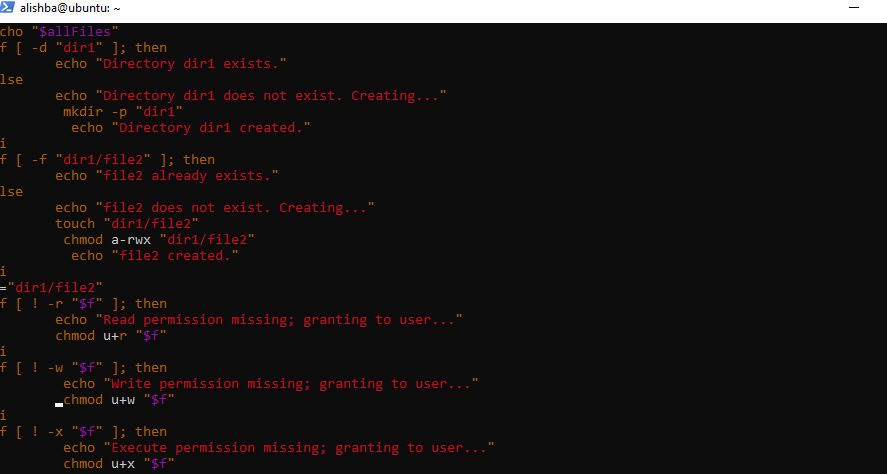 alishba@ubuntu: ~
cho "$allFiles"
f [ -d "dir1" ]; then
        echo "Directory dir1 exists."
lse
        echo "Directory dir1 does not exist. Creating..."
         mkdir -p "dir1"
          echo "Directory dir1 created."
i
f [ -f "dir1/file2" ]; then
        echo "file2 already exists."
lse
        echo "file2 does not exist. Creating..."
        touch "dir1/file2"
         chmod a-rwx "dir1/file2"
          echo "file2 created."
i
="dir1/file2"
f [ ! -r "$f" ]; then
        echo "Read permission missing; granting to user..."
        chmod u+r "$f"
i
f [ ! -w "$f" ]; then
         echo "Write permission missing; granting to user..."
         chmod u+w "$f"
i
f [ ! -x "$f" ]; then
         echo "Execute permission missing; granting to user..."
         chmod u+x "$f"